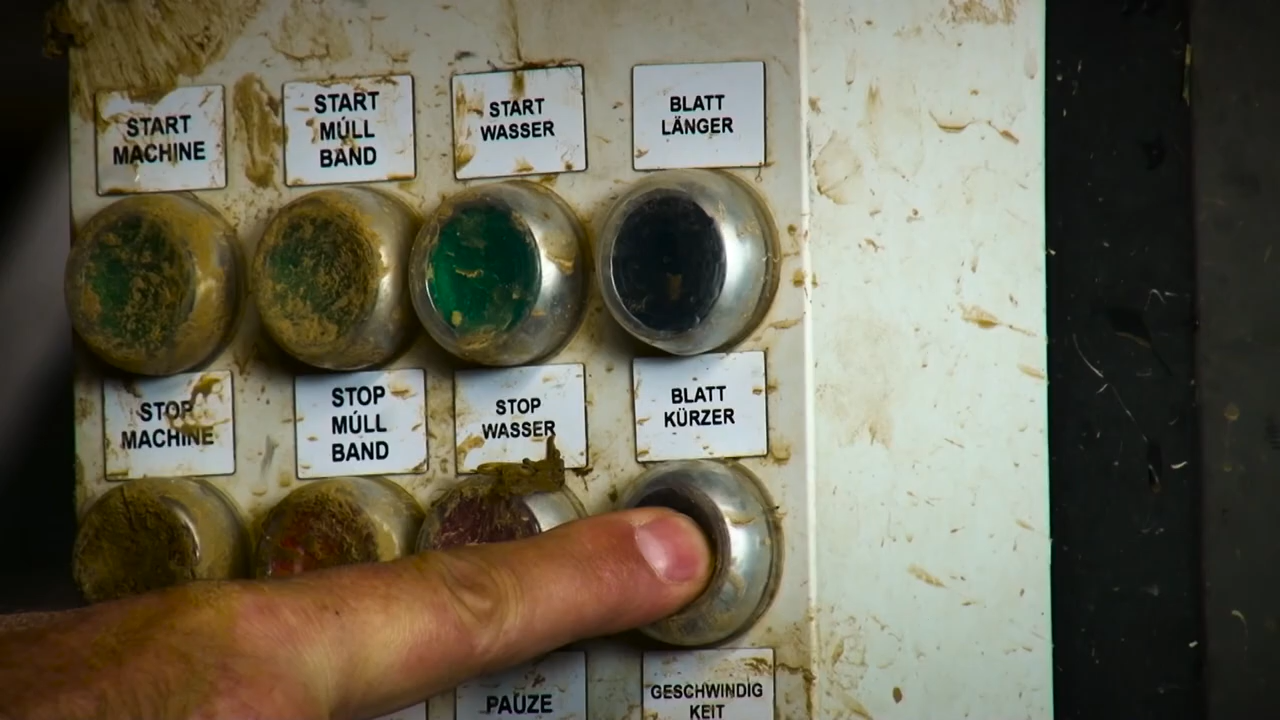 START
MACHINE
START
MÚLL
BAND
START
WASSER
BLATT
LÄNGER
STOP
MACHINE
STOP
MÚLL
BAND
STOP
WASSER
BLATT
KÜRZER
PAUZE
GESCHWINDIG
KEIT